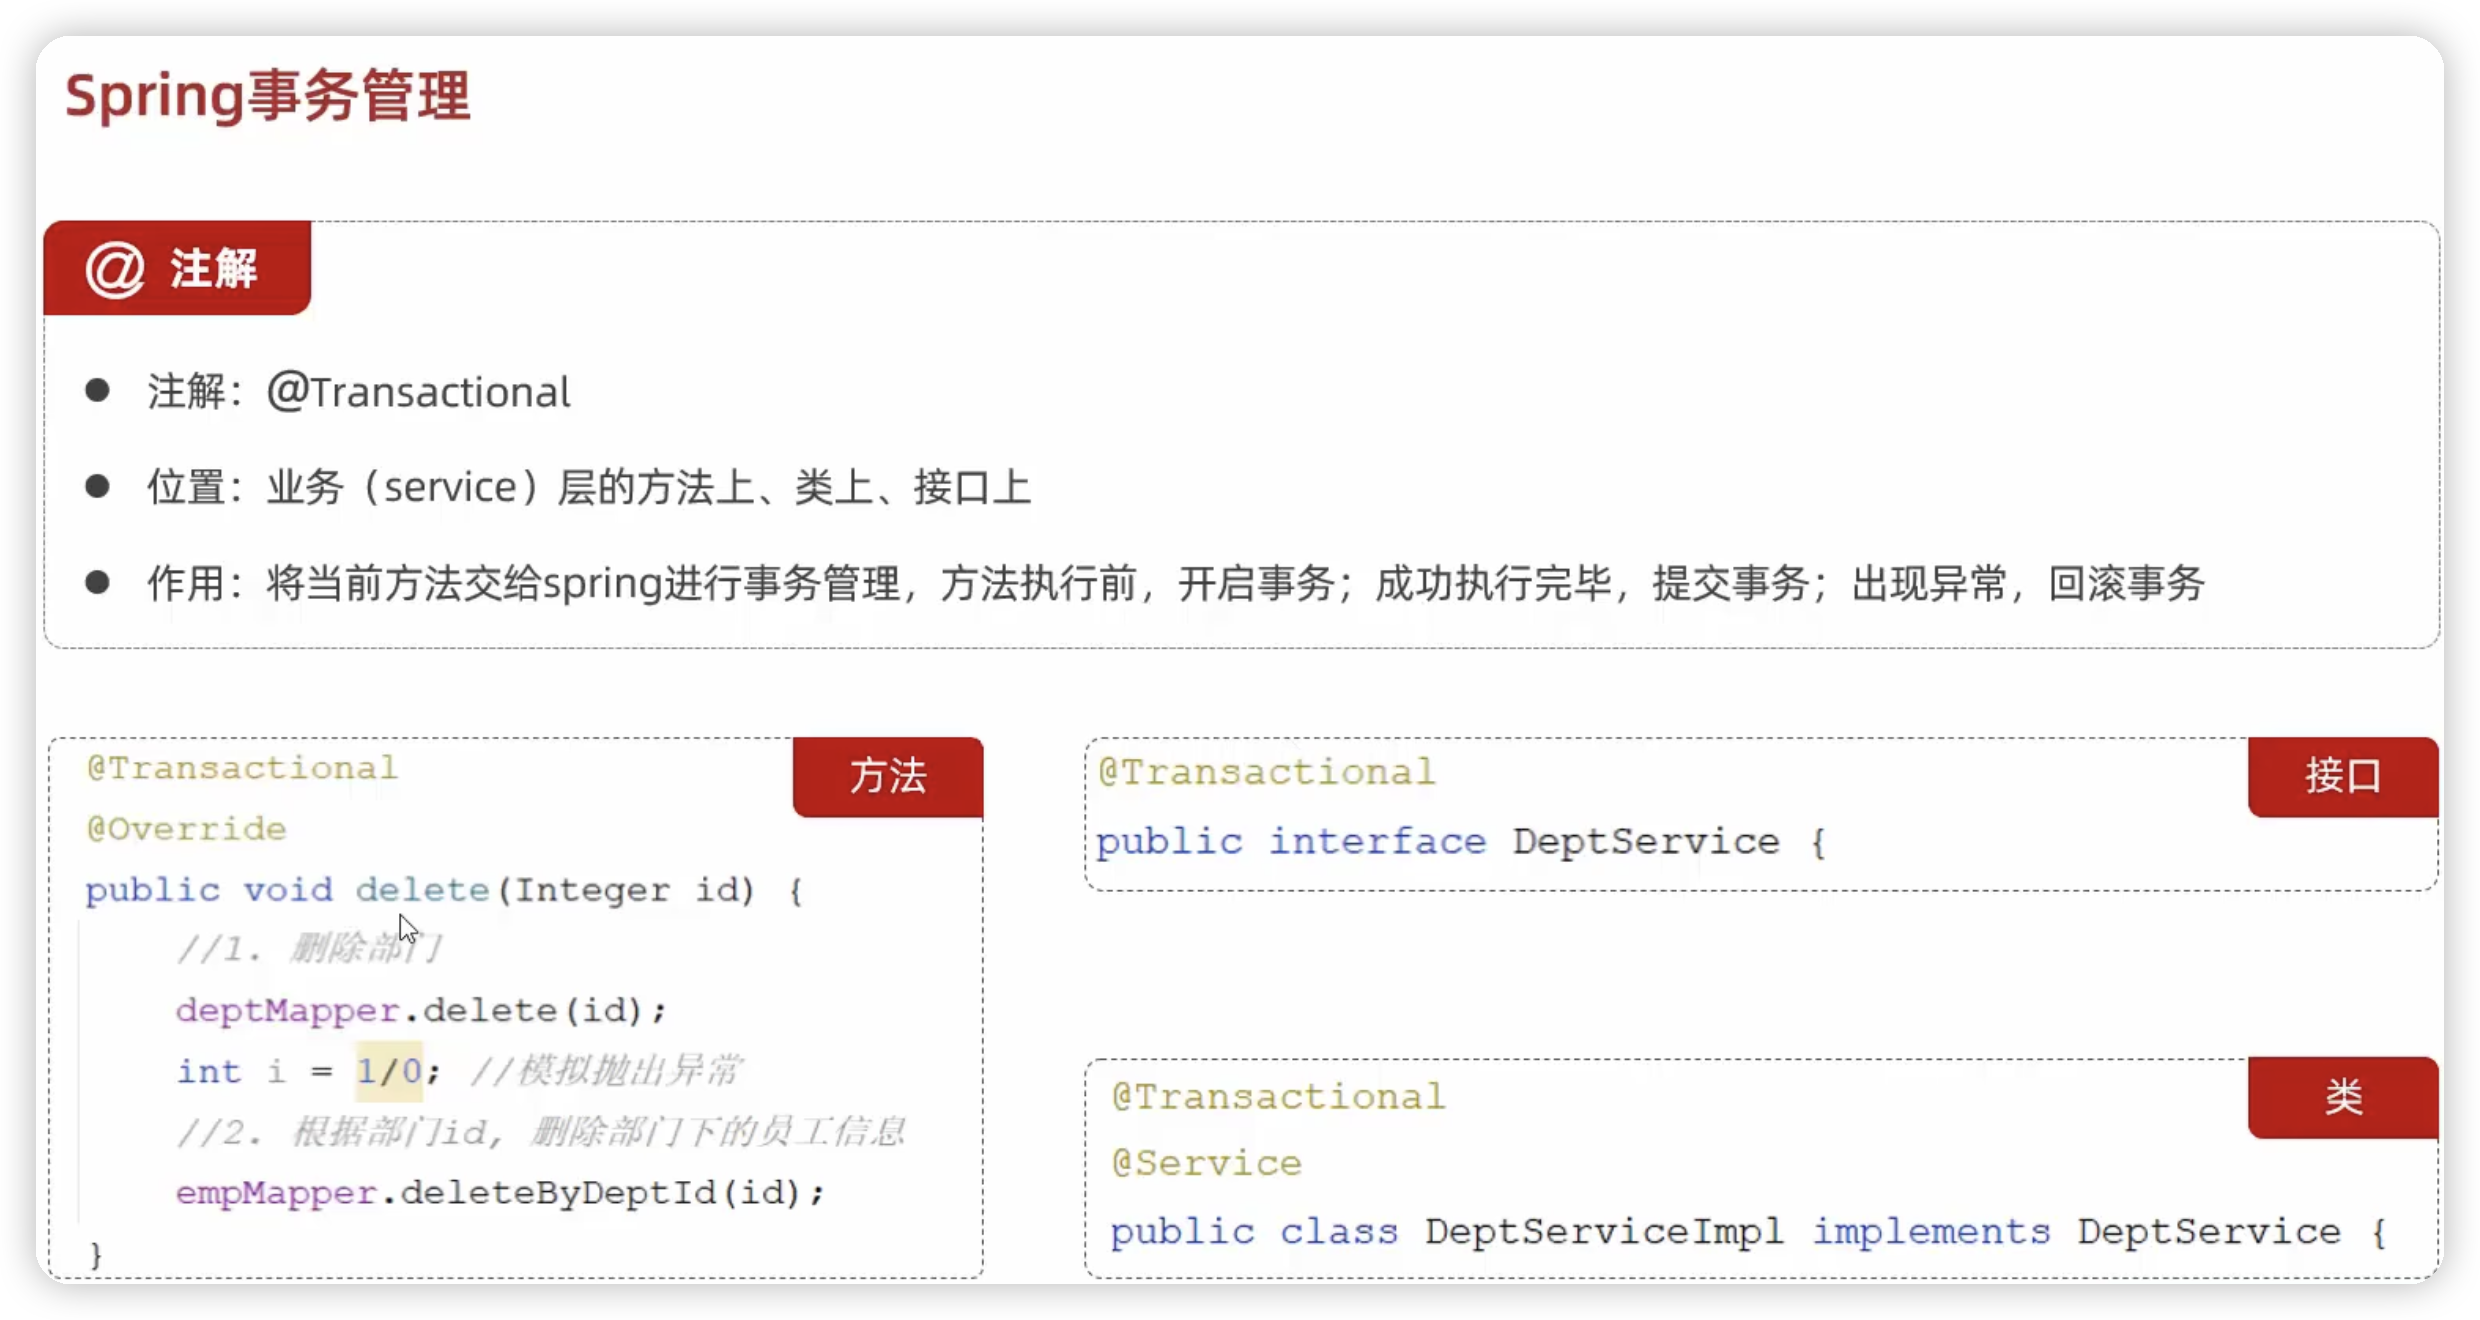 Spring事务管理
@ 注解
● 注解：@Transactional
● 位置：业务（service）层的方法上、类上、接口上
● 作用：将当前方法交给spring进行事务管理，方法执行前，开启事务；成功执行完毕，提交事务；出现异常，回滚事务
方法
@Transactional
@Override
public void delete(Integer id) {
//1. 删除部门
deptMapper.delete(id);
int i = 1/0; //模拟抛出异常
//2. 根据部门id, 删除部门下的员工信息
empMapper.deleteByDeptId(id);
}
接口
@Transactional
public interface DeptService {
类
@Transactional
@Service
public class DeptServiceImpl implements DeptService {